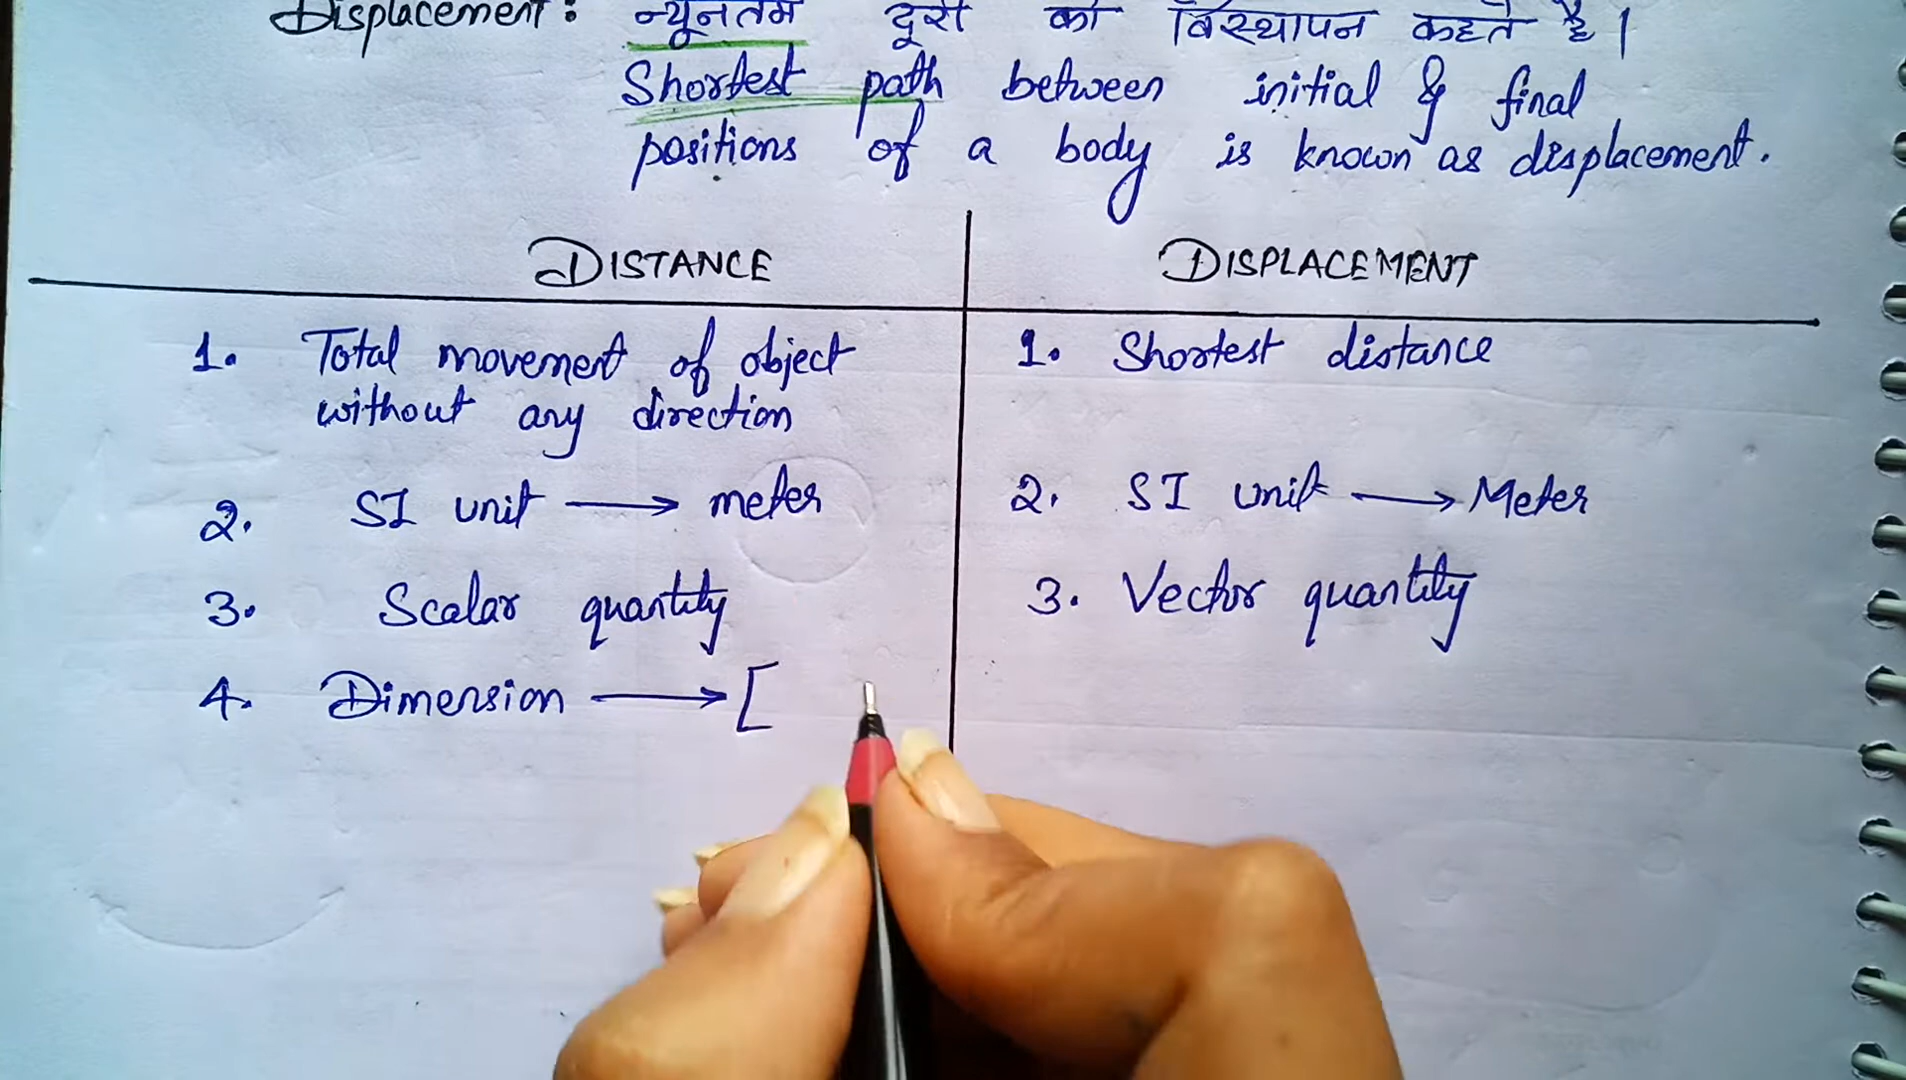 Displacement: न्यूनतम दूरी को विस्थापन कहते है।
Shortest path between initial & final
positions of a body is known as displacement.
DISTANCE
1. Total movement of object
without any direction
2. SI unit → meter
3. Scalar quantity
4. Dimension → [
DISPLACEMENT
1. Shortest distance
2. SI unit → Meter
3. Vector quantity